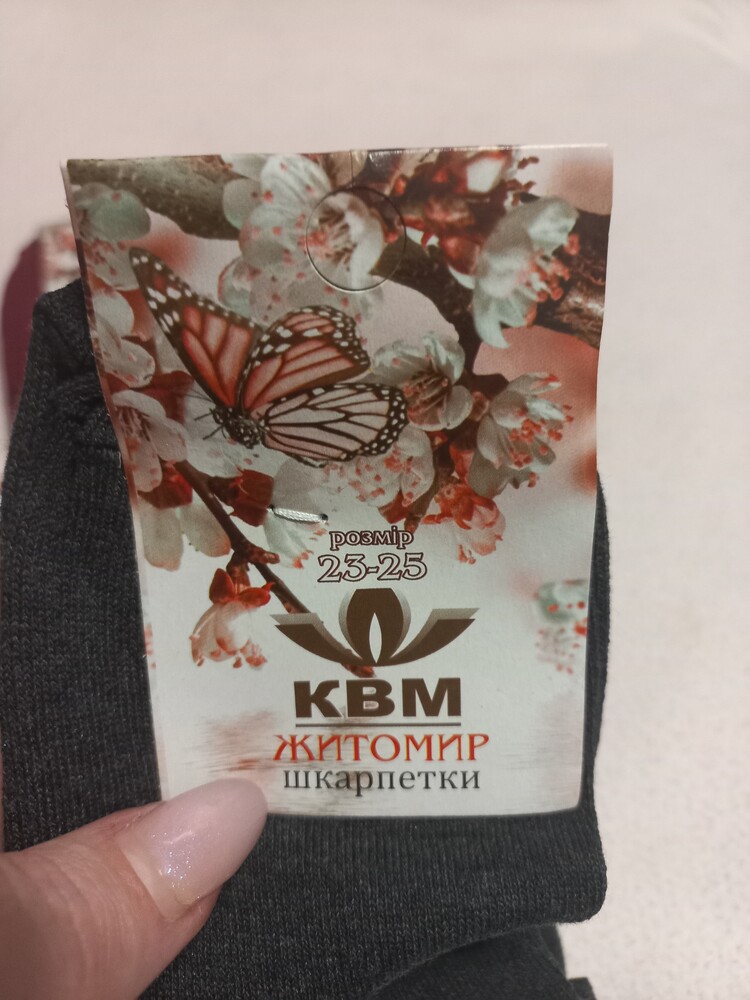 розмір
23-25
КВМ
ЖИТОМИР
шкарпетки